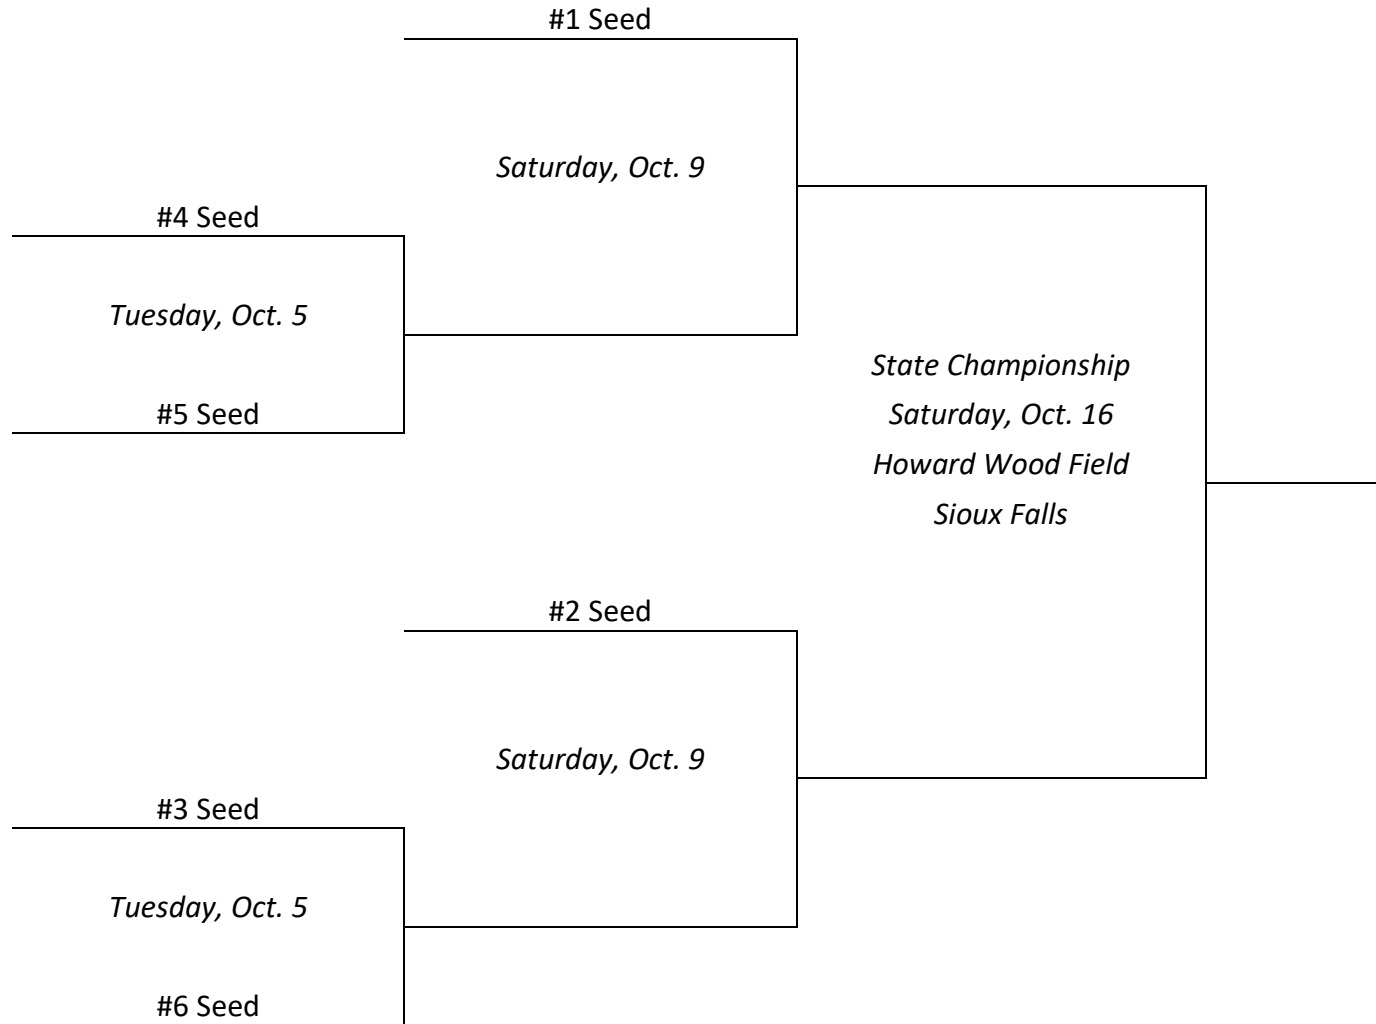 #1 Seed
Saturday, Oct. 9
#4 Seed
Tuesday, Oct. 5
#5 Seed
State Championship
Saturday, Oct. 16
Howard Wood Field
Sioux Falls
#2 Seed
Saturday, Oct. 9
#3 Seed
Tuesday, Oct. 5
#6 Seed